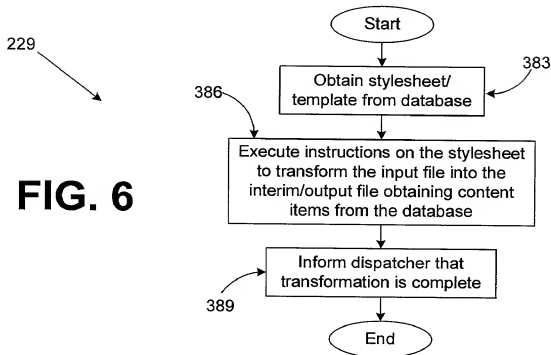 Start
229
383
Obtain stylesheet/
template from database
386
Execute instructions on the stylesheet
to transform the input file into the
interim/output file obtaining content
items from the database
FIG. 6
Inform dispatcher that
transformation is complete
389
End